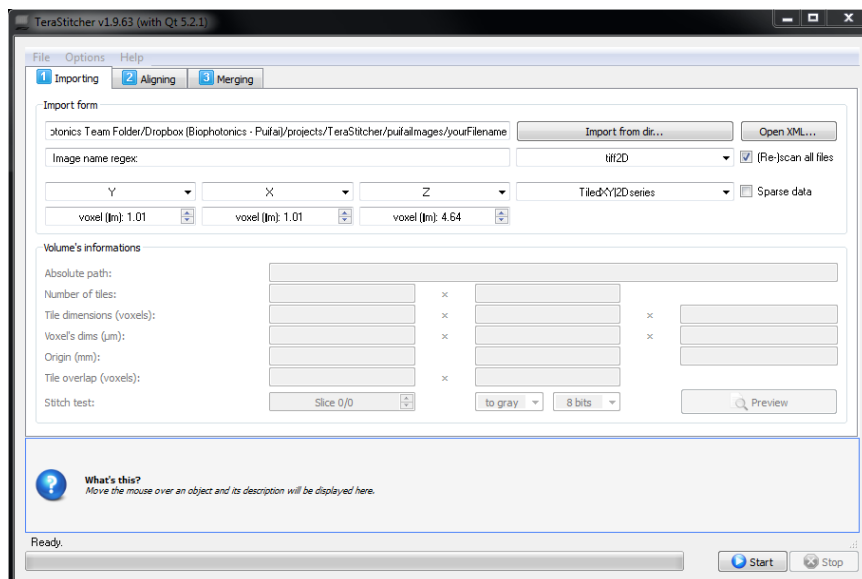 TeraStitcher v1.9.63 (with Qt 5.2.1)
File Options Help
1 Importing 2 Aligning 3 Merging
Import form
otonics Team Folder/Dropbox (Biophotonics - Puifai)/projects/TeraStitcher/puifaiImages/yourFilename Import from dir... Open XML...
Image name regex: tiff2D (Re-)scan all files
Y X Z TiledXY|2Dseries Sparse data
voxel (µm): 1.01 voxel (µm): 1.01 voxel (µm): 4.64
Volume's informations
Absolute path:
Number of tiles: x
Tile dimensions (voxels): x x
Voxel's dims (µm): x x
Origin (mm):
Tile overlap (voxels): x
Stitch test: Slice 0/0 to gray 8 bits Preview
What's this?
Move the mouse over an object and its description will be displayed here.
Ready.
Start Stop